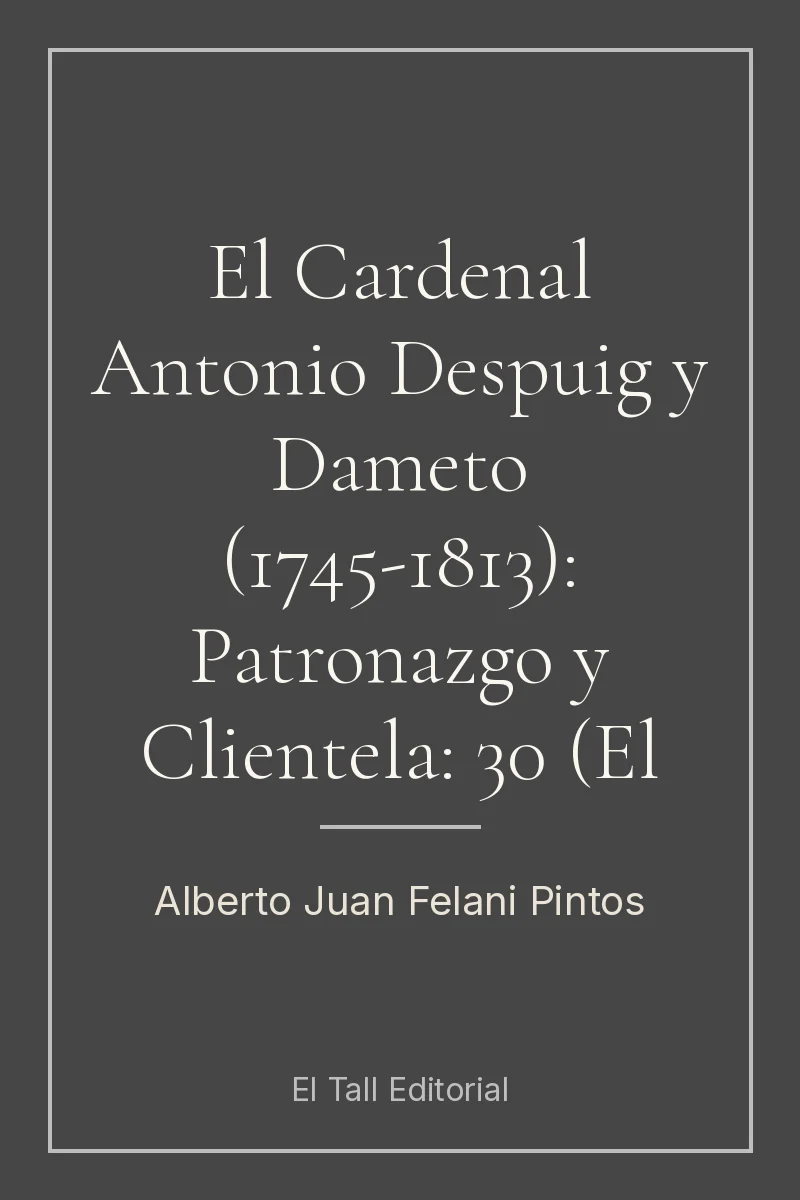 El Cardenal
Antonio Despuig y
Dameto
(1745-1813):
Patronazgo y
Clientela: 30 (El
Alberto Juan Felani Pintos
El Tall Editorial